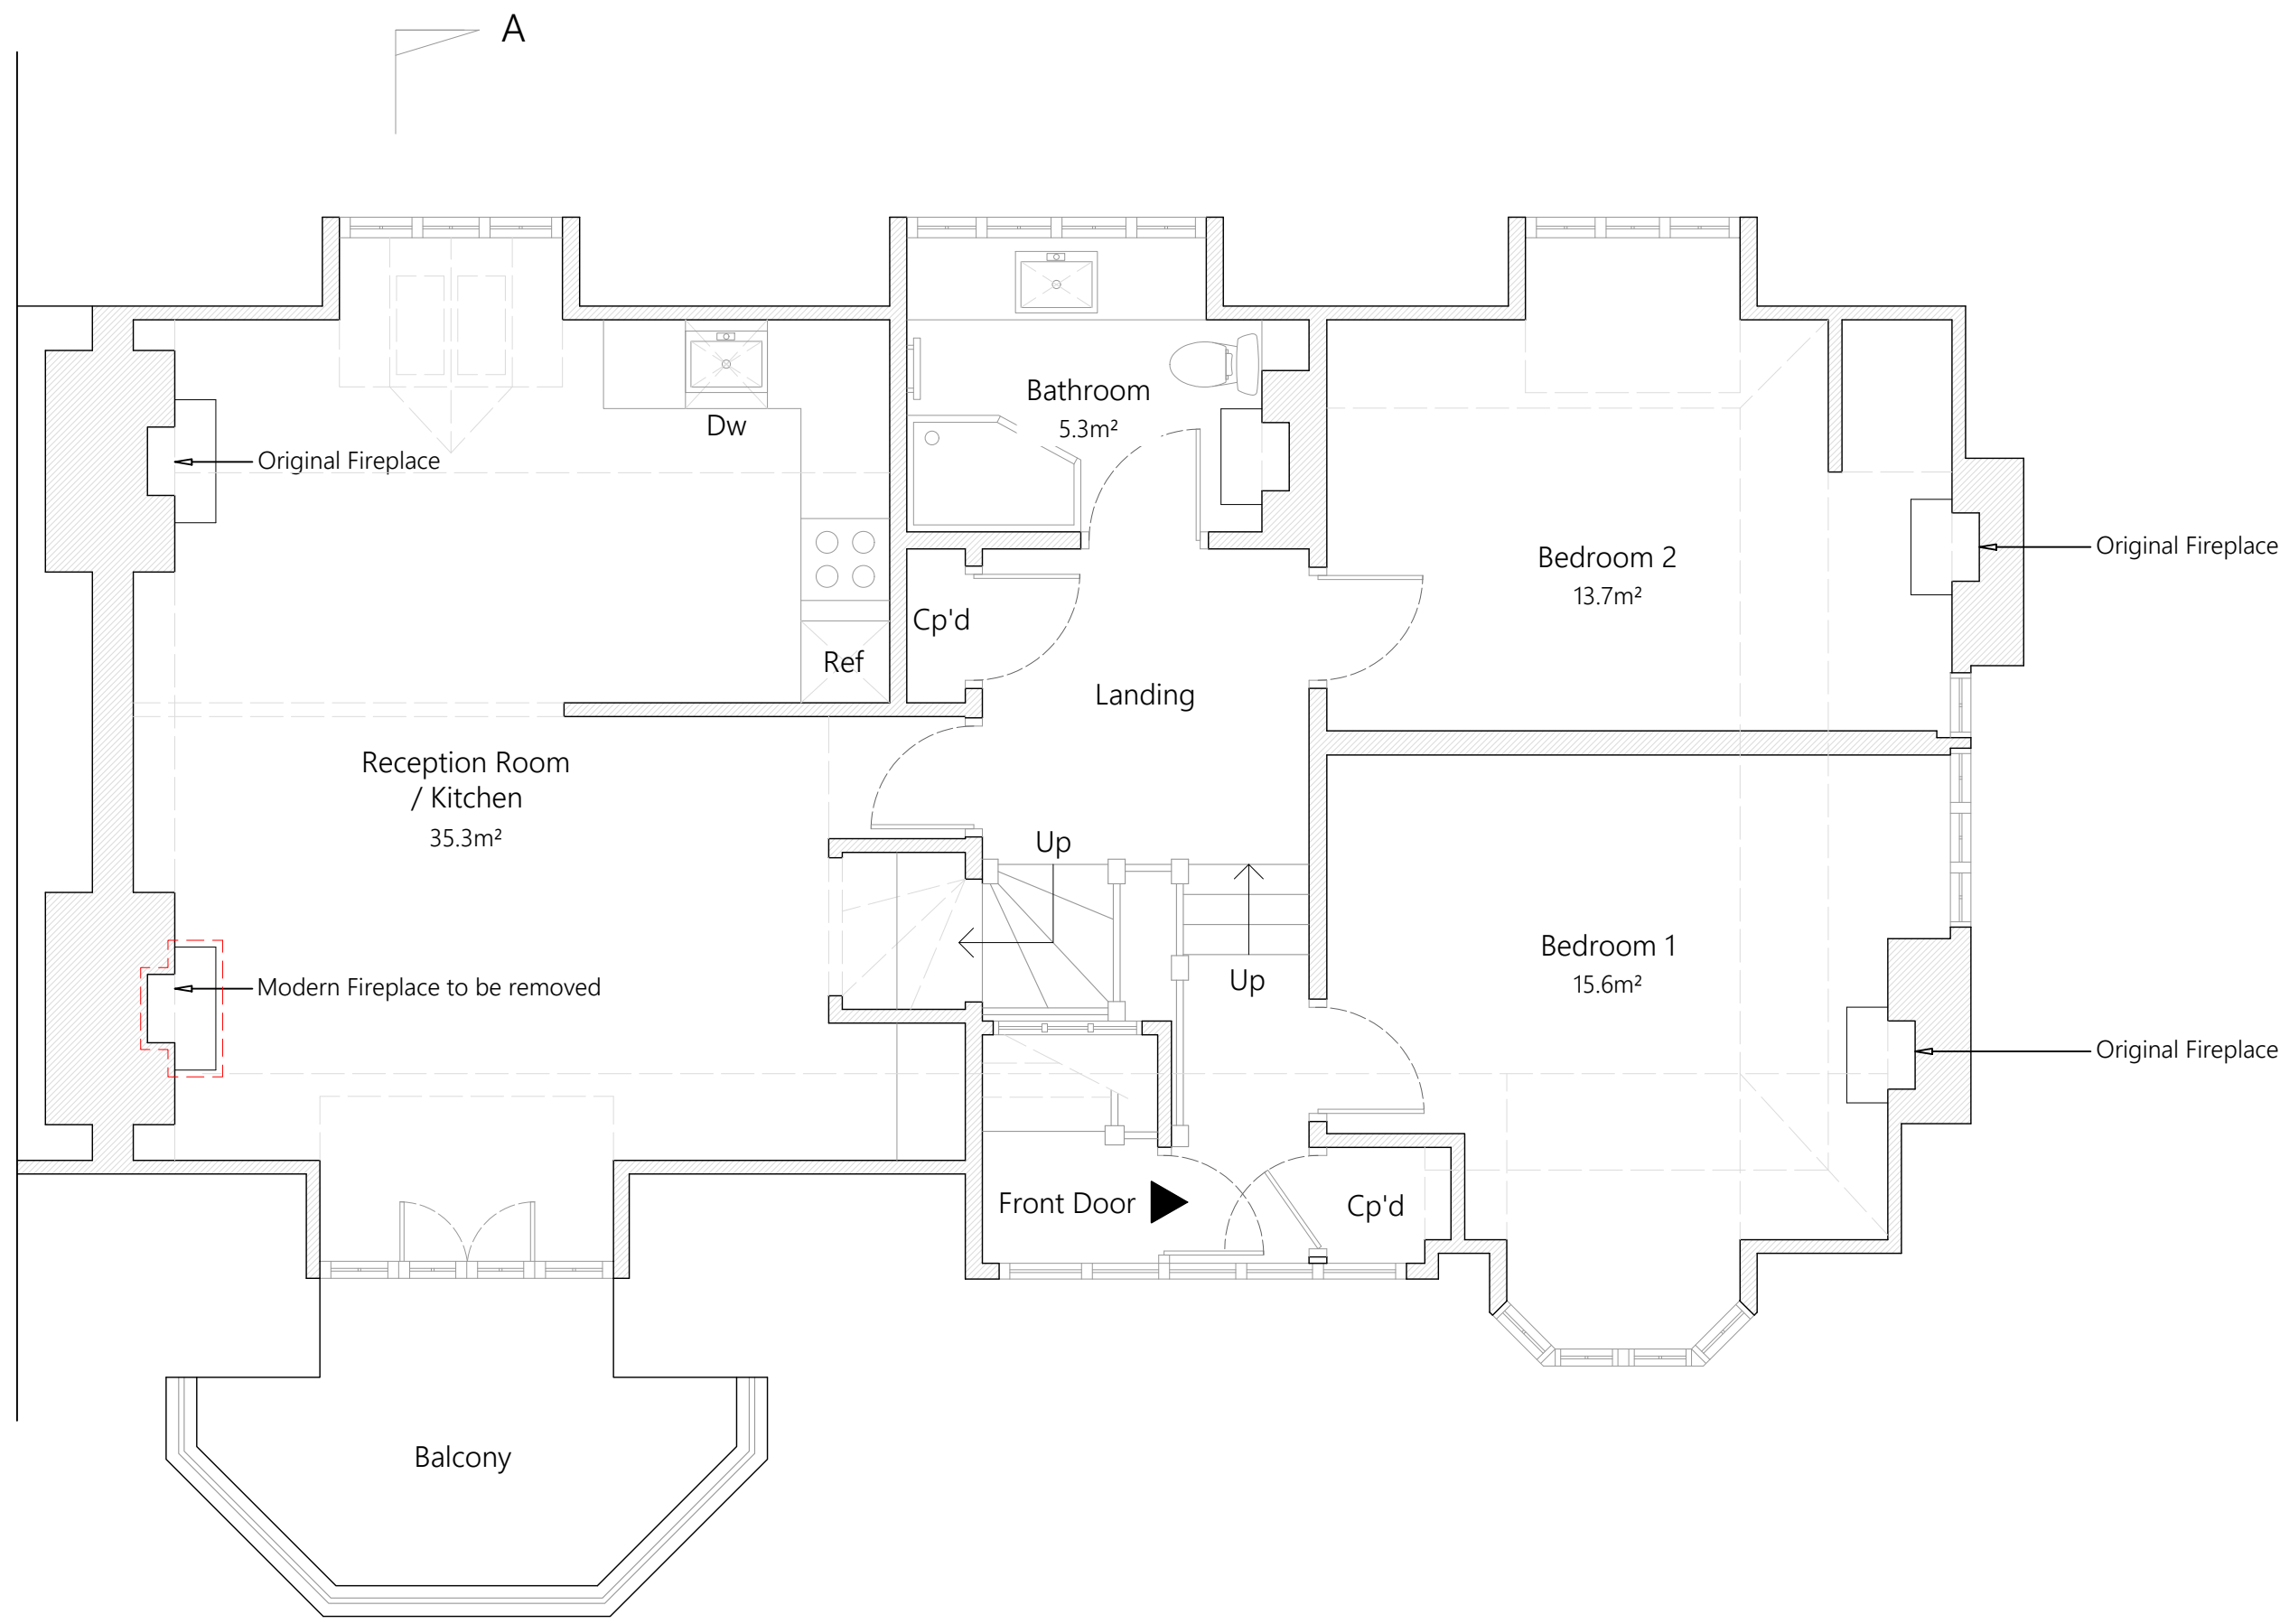 A
Bathroom
5.3m²
Dw
Original Fireplace
Original Fireplace
Bedroom 2
13.7m²
Cp'd
Ref
Landing
Reception Room
/ Kitchen
35.3m²
Up
Bedroom 1
15.6m²
Up
Modern Fireplace to be removed
Original Fireplace
Front Door
Cp'd
Balcony